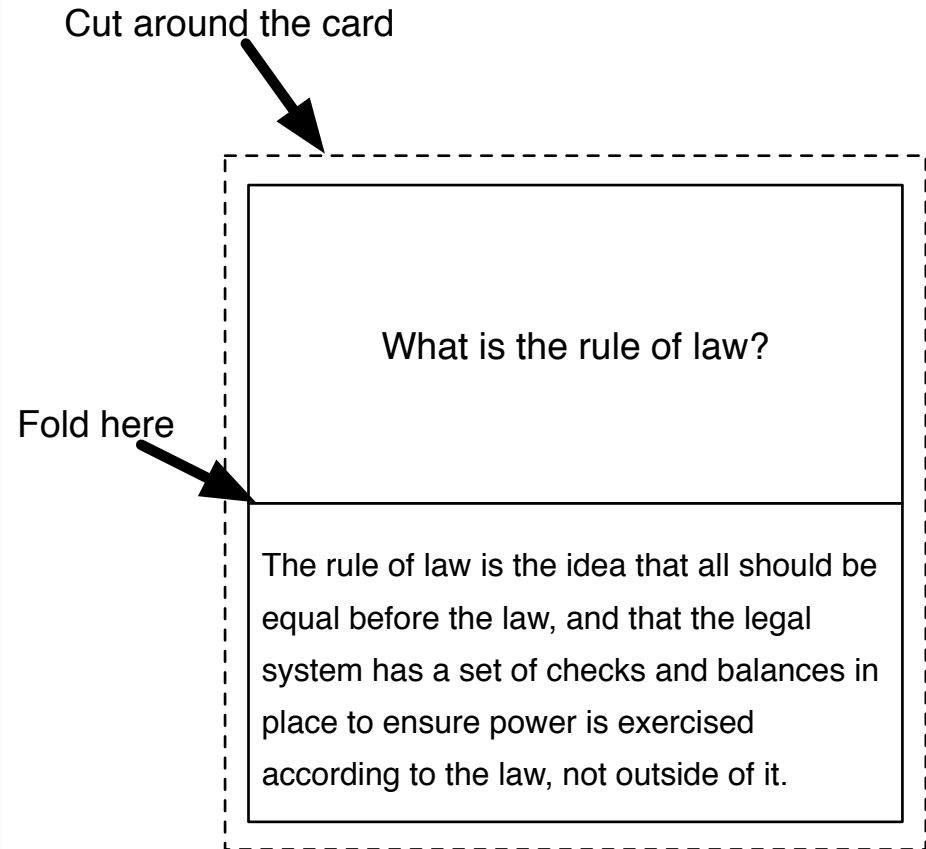 Cut around the card
What is the rule of law?
Fold here
The rule of law is the idea that all should be
equal before the law, and that the legal
system has a set of checks and balances in
place to ensure power is exercised
according to the law, not outside of it.